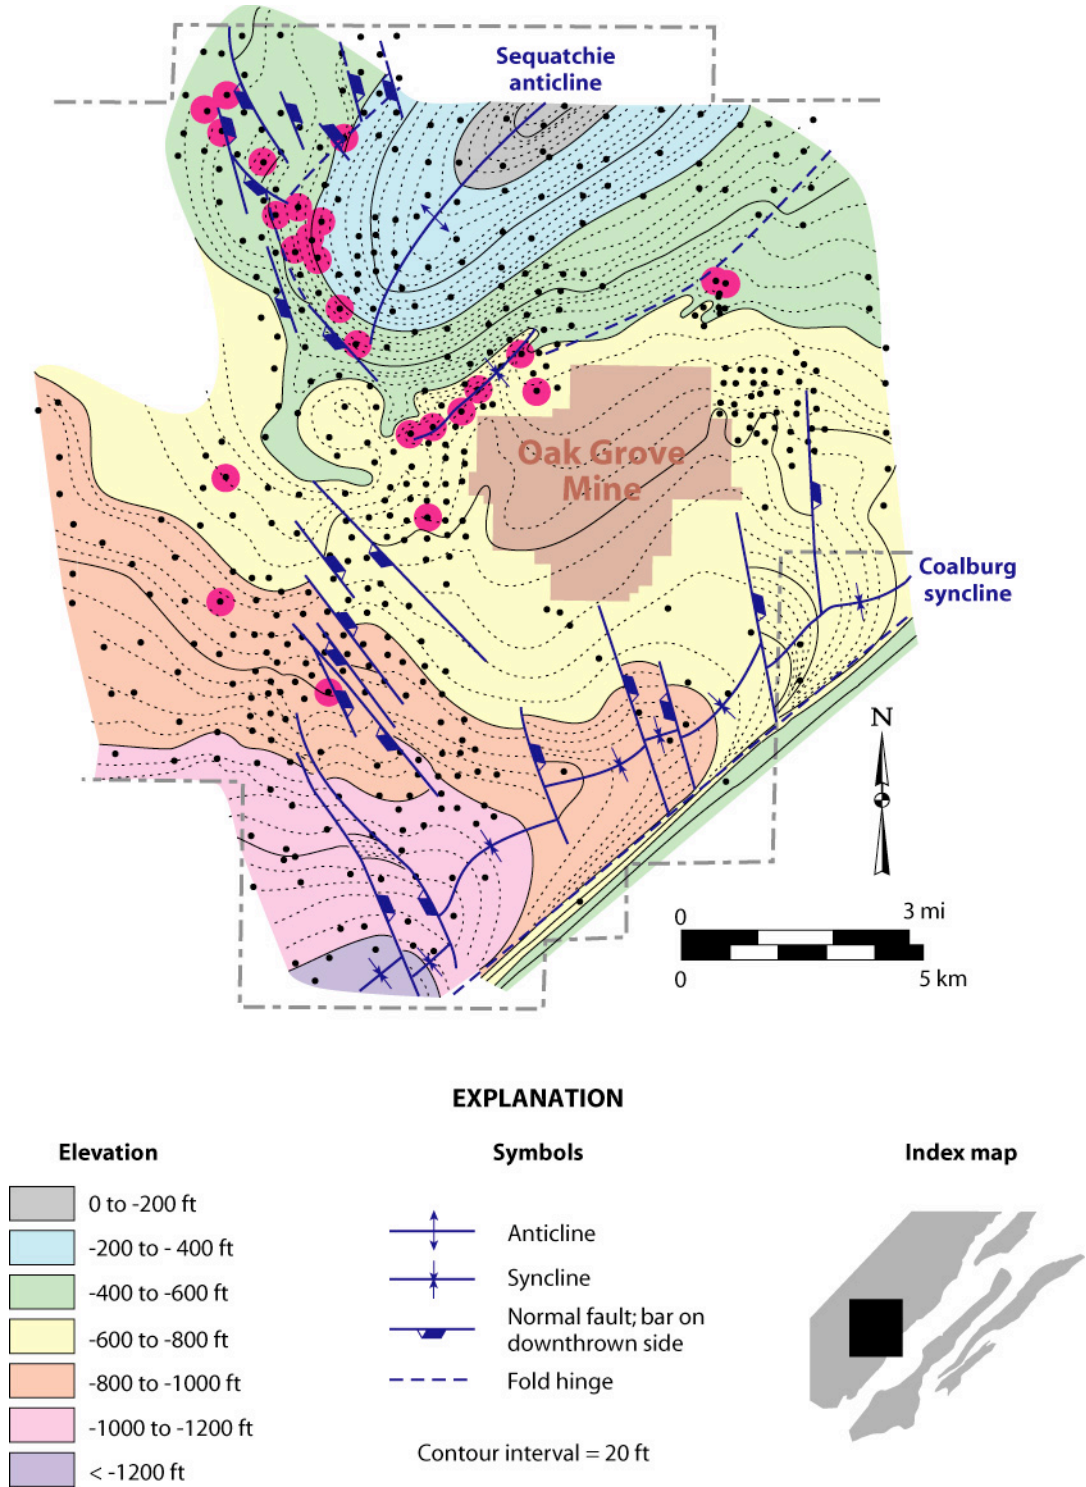 Sequatchie
anticline
Oak Grove
Mine
Coalburg
syncline
N
0 3 mi
0 5 km
EXPLANATION
Elevation
0 to -200 ft
-200 to - 400 ft
-400 to -600 ft
-600 to -800 ft
-800 to -1000 ft
-1000 to -1200 ft
< -1200 ft
Symbols
Anticline
Syncline
Normal fault; bar on
downthrown side
Fold hinge
Contour interval = 20 ft
Index map